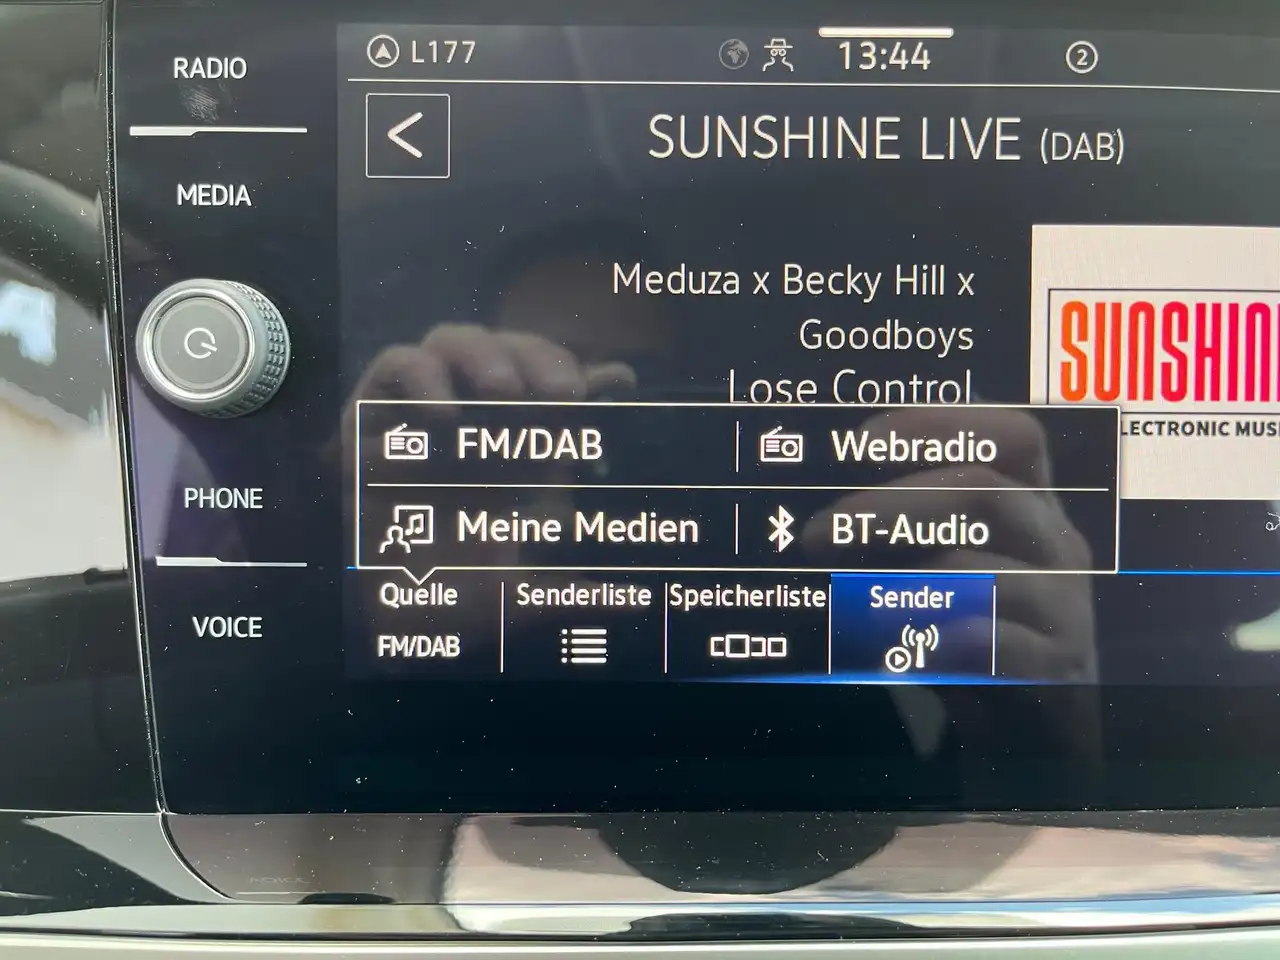 RADIO
MEDIA
PHONE
VOICE
L177
13:44
2
SUNSHINE LIVE (DAB)
Meduza x Becky Hill x
Goodboys
Lose Control
SUNSHIN
LECTRONIC MUSI
FM/DAB
Webradio
Meine Medien
BT-Audio
Quelle
FM/DAB
Senderliste
Speicherliste
Sender